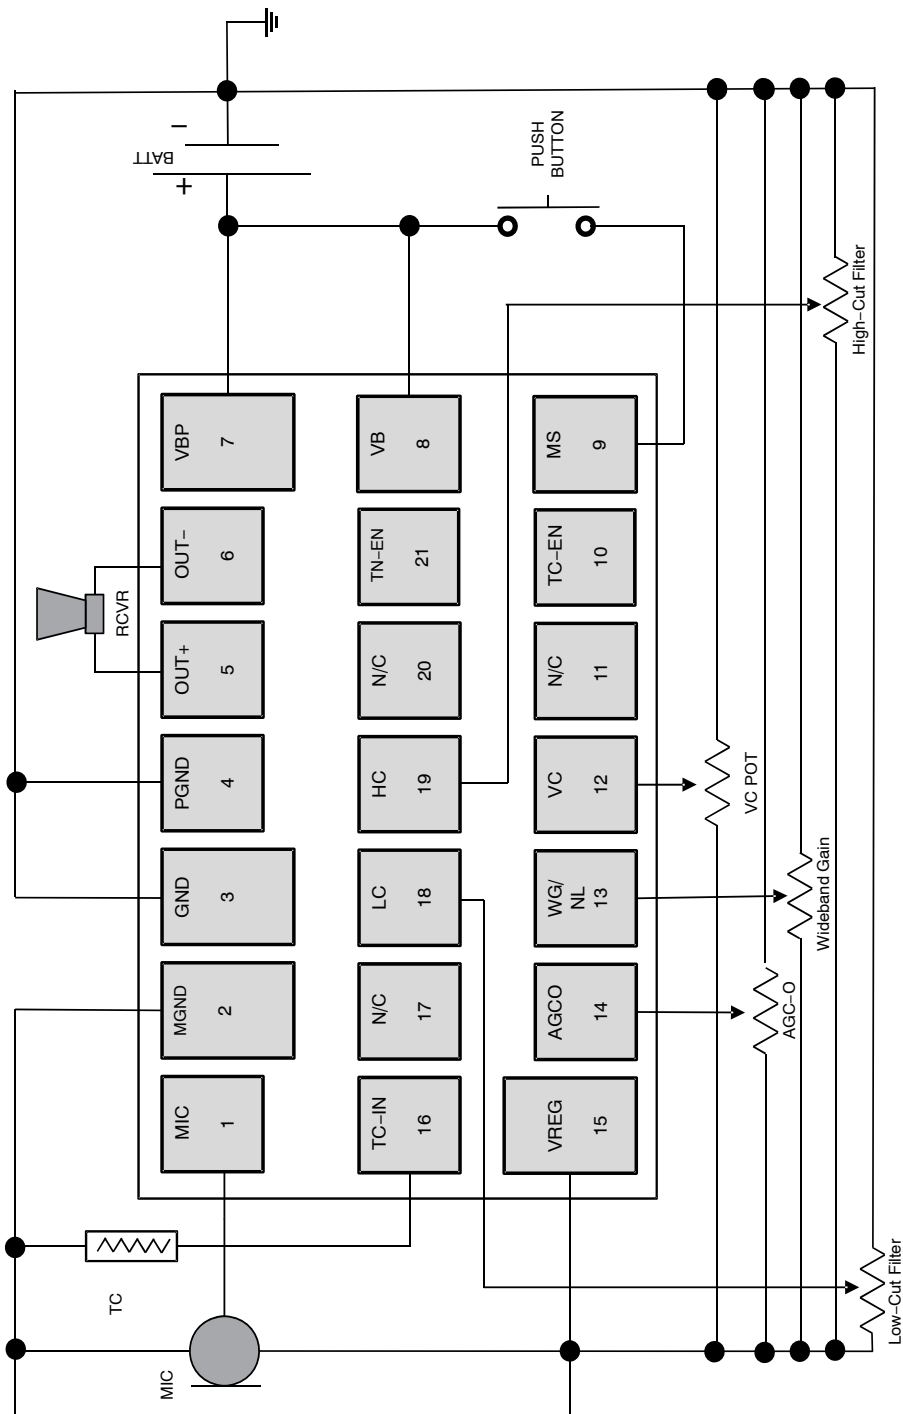 −
BATT
+
PUSH
BUTTON
High−Cut Filter
VBP
7
VB
8
MS
9
OUT−
6
TN−EN
21
TC−EN
10
RCVR
OUT+
5
N/C
20
N/C
11
PGND
4
HC
19
VC
12
VC POT
GND
3
LC
18
WG/
NL
13
Wideband Gain
MGND
2
N/C
17
AGCO
14
AGC−O
MIC
1
TC−IN
16
VREG
15
TC
MIC
Low−Cut Filter